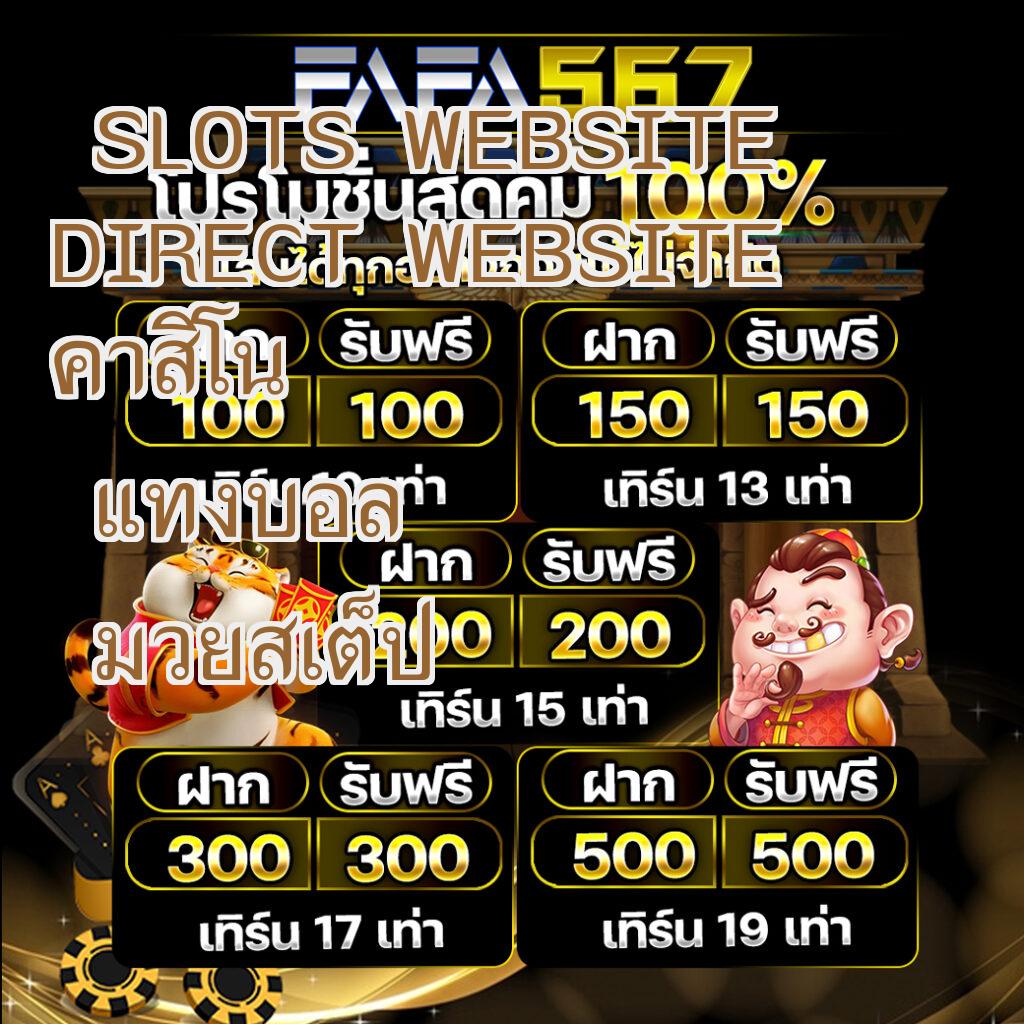 FAFA567
SLOTS WEBSITE
โปรโมชั่นสุดคุ้ม 100%
DIRECT WEBSITE
คาสิโน
รับฟรี
ฝาก รับฟรี
100 100
150 150
เท่า
เทิร์น 13 เท่า
แทงบอล
ฝาก รับฟรี
200
มวยสเต็ป
เทิร์น 15 เท่า
ฝาก รับฟรี
ฝาก รับฟรี
300 300
500 500
เทิร์น 17 เท่า
เทิร์น 19 เท่า